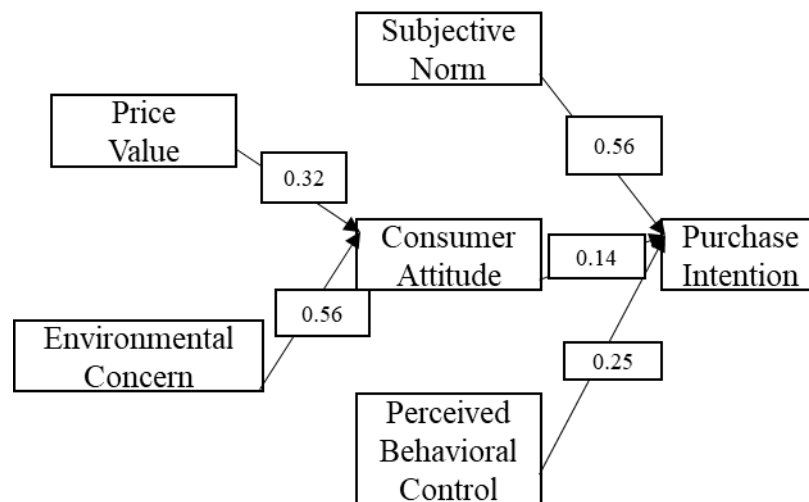 Subjective
Norm
Price
Value
0.56
0.32
Consumer
Attitude
0.14
Purchase
Intention
0.56
Environmental
Concern
0.25
Perceived
Behavioral
Control